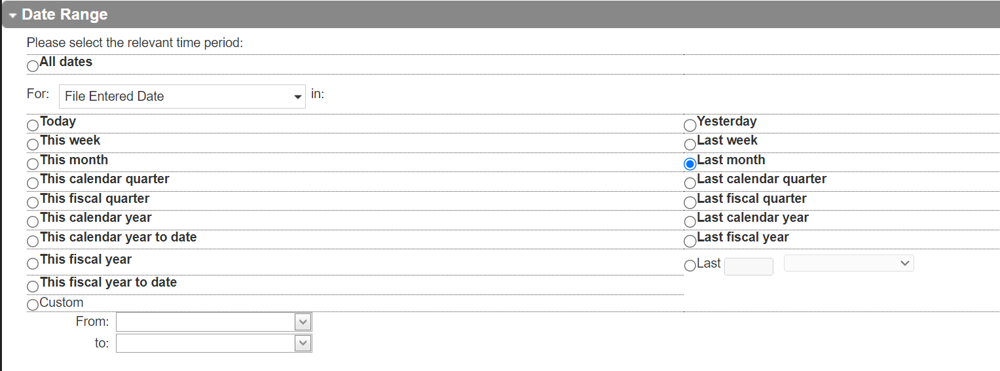 Date Range
Please select the relevant time period:
All dates
For: File Entered Date in:
Today Yesterday
This week Last week
This month Last month
This calendar quarter Last calendar quarter
This fiscal quarter Last fiscal quarter
This calendar year Last calendar year
This calendar year to date Last fiscal year
This fiscal year Last
This fiscal year to date
Custom
From:
to: